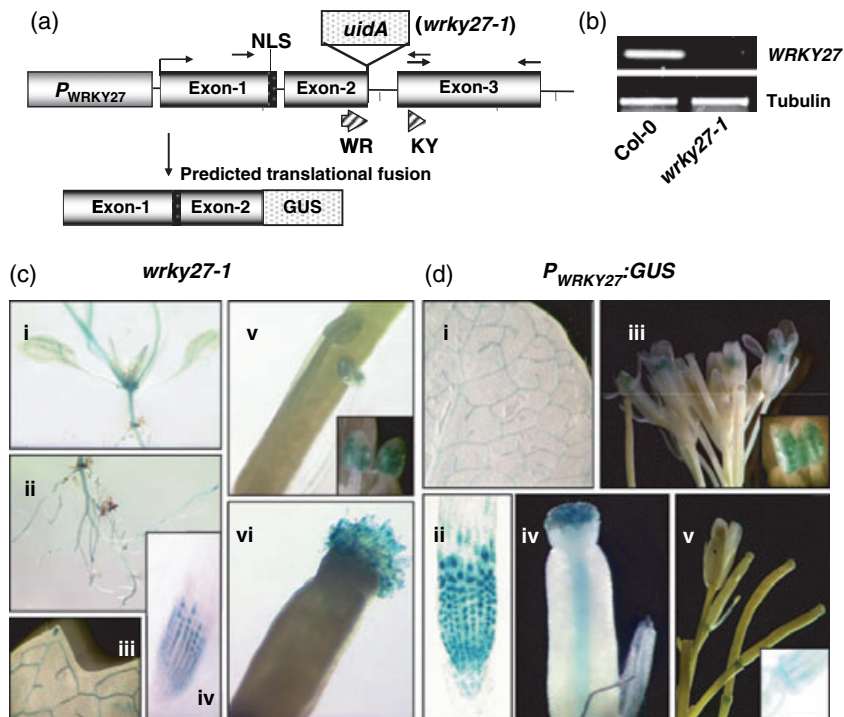 (a)
uidA (wrky27-1)
NLS
PWRKY27 Exon-1 Exon-2 Exon-3
WR KY
Predicted translational fusion
Exon-1 Exon-2 GUS
(b)
WRKY27
Tubulin
Col-0 wrky27-1
(c) wrky27-1
i
ii
iii
iv
v
vi
(d) PWRKY27:GUS
i
ii
iii
iv
v